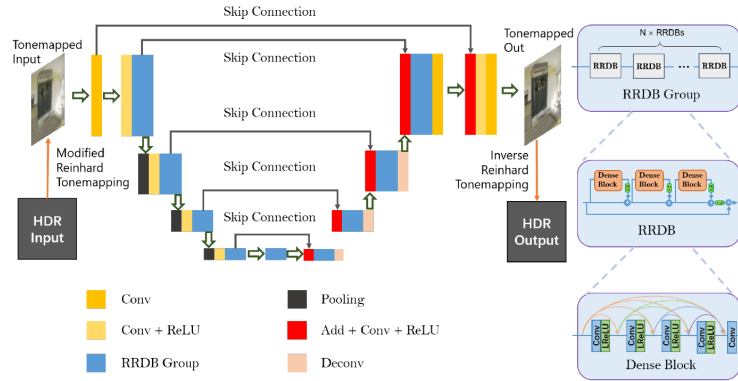 Skip Connection
Tonemapped
Input
Tonemapped
Out
Skip Connection
N × RRDBs
RRDB
RRDB
...
RRDB
RRDB Group
Skip Connection
Modified
Reinhard
Tonemapping
Skip Connection
Inverse
Reinhard
Tonemapping
Dense
Block
Dense
Block
Dense
Block
RRDB
HDR
Input
Skip Connection
HDR
Output
Conv
Pooling
Conv + ReLU
Add + Conv + ReLU
RRDB Group
Deconv
Conv
LReLU
Conv
LReLU
Conv
LReLU
Conv
LReLU
Conv
Dense Block